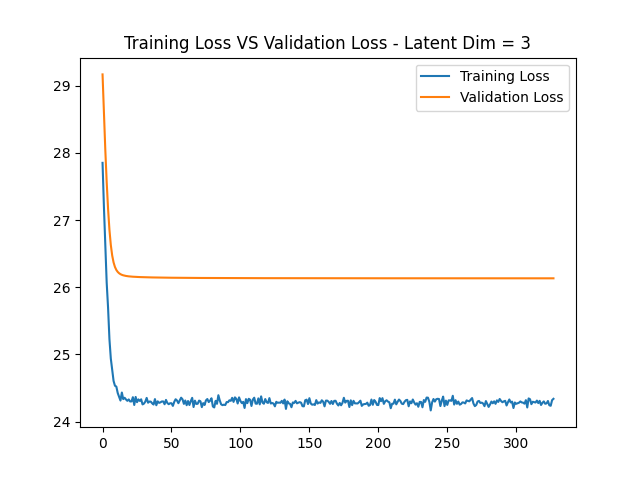 Training Loss VS Validation Loss - Latent Dim = 3
Training Loss
Validation Loss
29
28
27
26
25
24
0 50 100 150 200 250 300